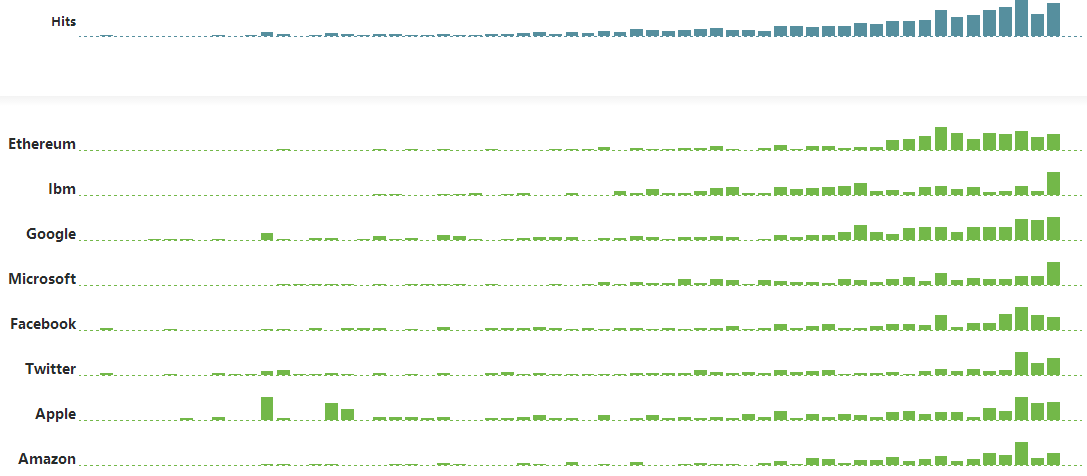 Hits
Ethereum
Ibm
Google
Microsoft
Facebook
Twitter
Apple
Amazon